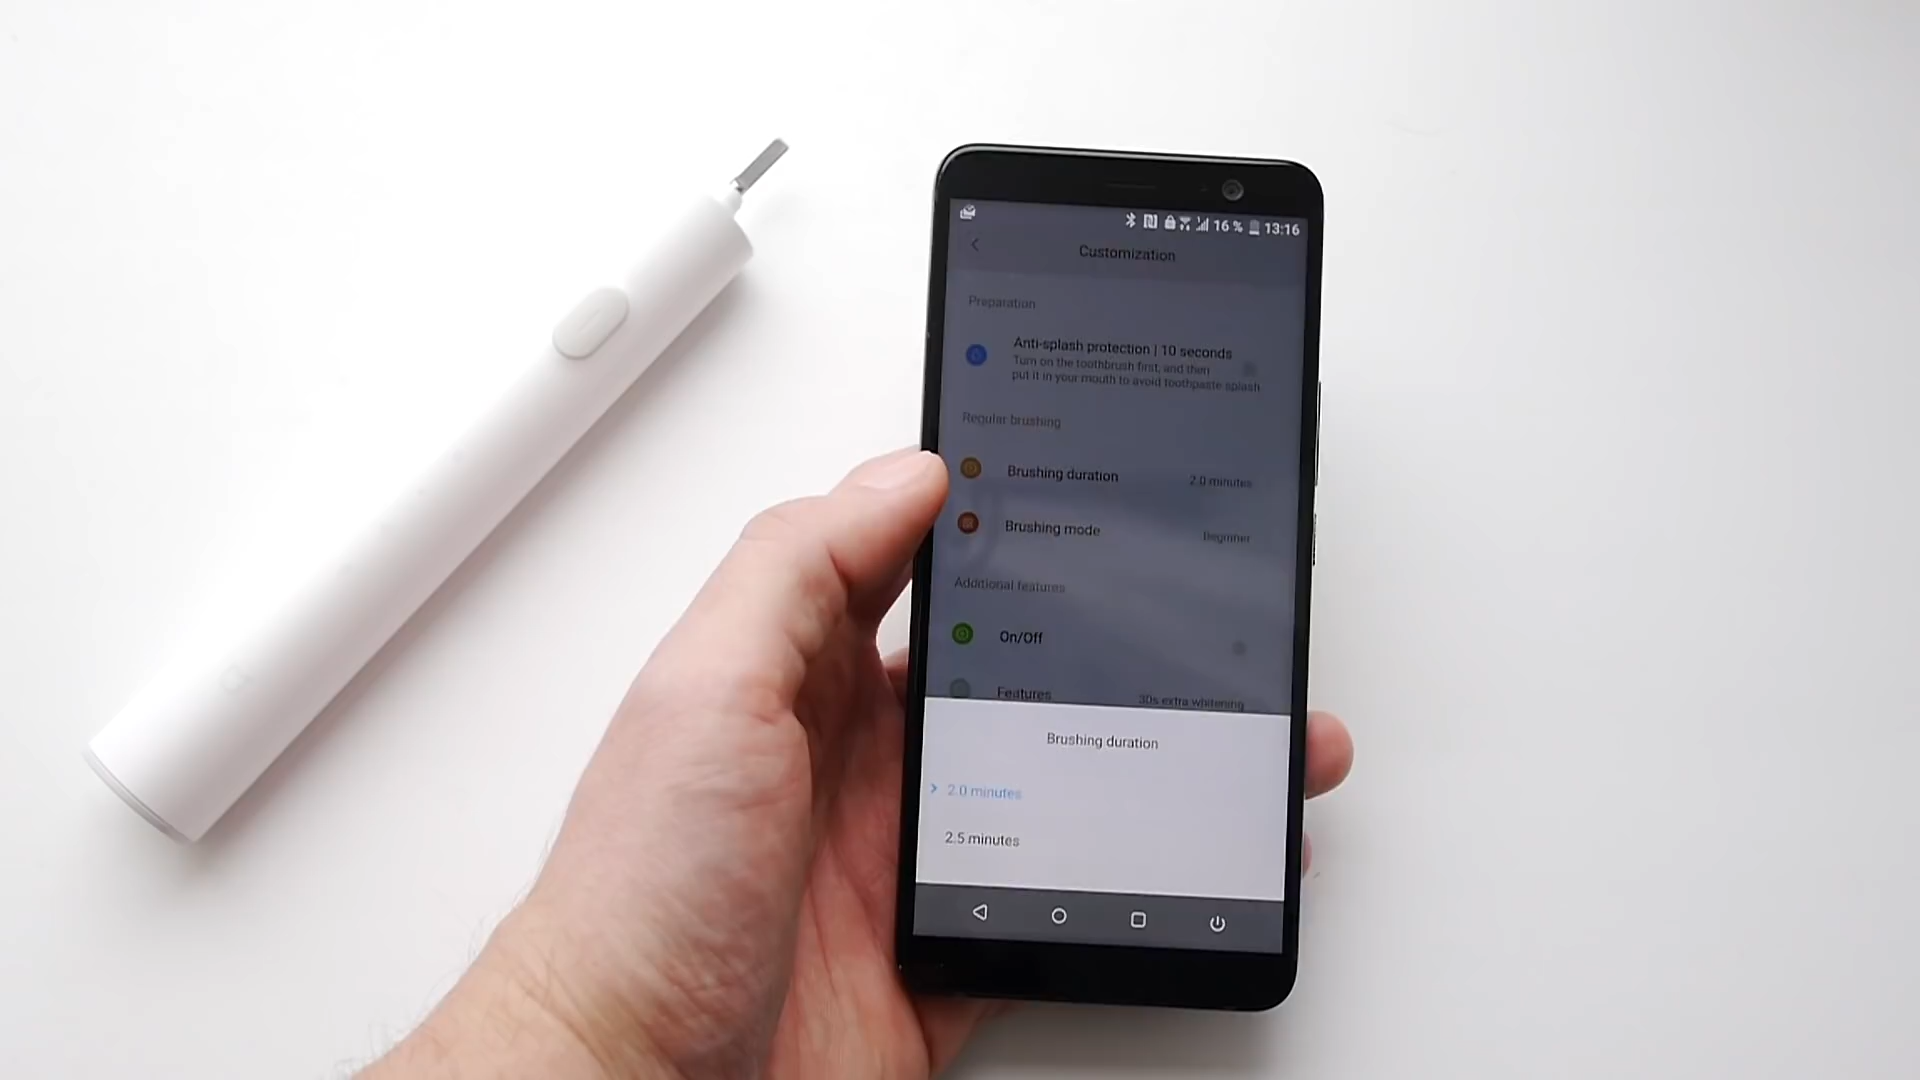 16 % 13:16
Customization
Preparation
Anti-splash protection | 10 seconds
Turn on the toothbrush first, and then
put it in your mouth to avoid toothpaste splash
Regular brushing
Brushing duration 2.0 minutes
Brushing mode Beginner
Additional features
On/Off
Features 30s extra whitening
Brushing duration
2.0 minutes
2.5 minutes